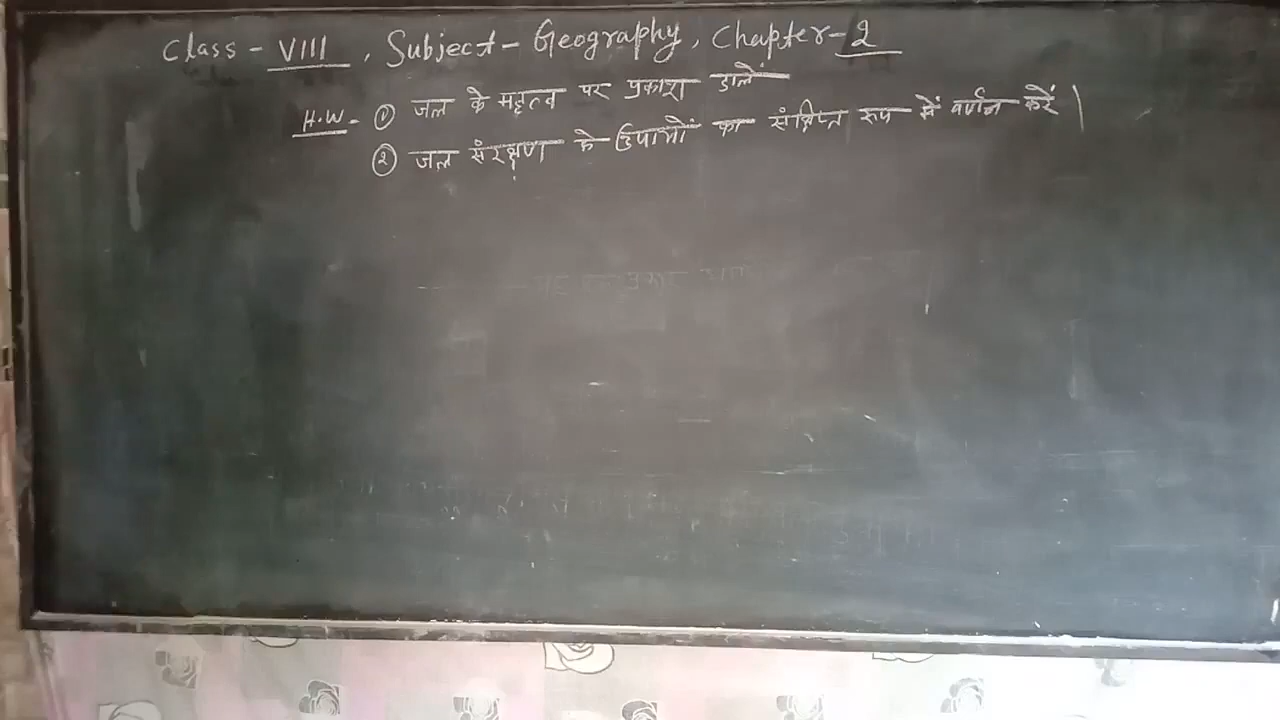 Class - VIII, Subject - Geography, Chapter - 2
H.W - ① जल के महत्व पर प्रकाश डालें
② जल संरक्षण के उपायों का संक्षिप्त रूप में वर्णन करें |